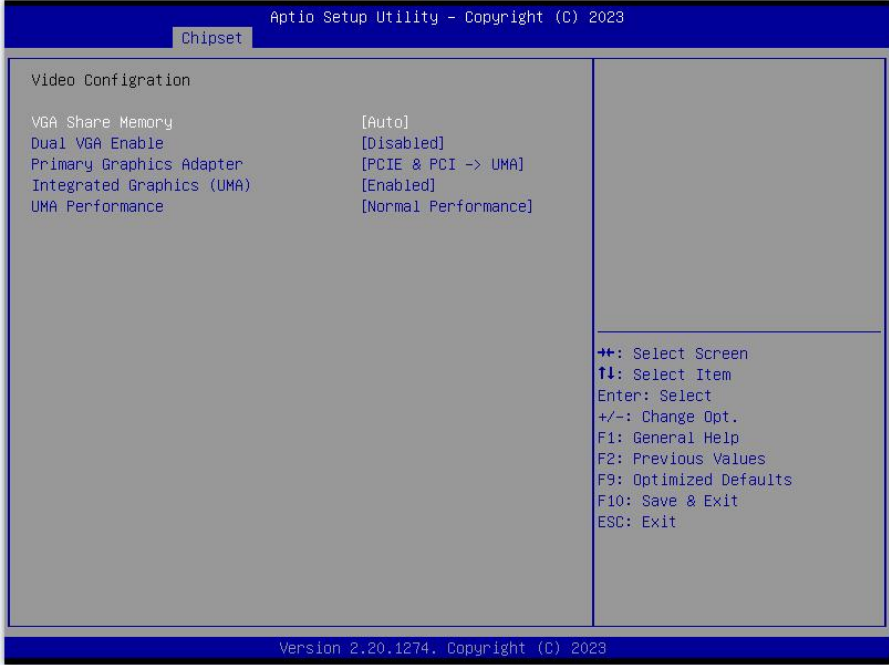 Aptio Setup Utility – Copyright (C) 2023
Chipset
Video Configration
VGA Share Memory [Auto]
Dual VGA Enable [Disabled]
Primary Graphics Adapter [PCIE & PCI -> UMA]
Integrated Graphics (UMA) [Enabled]
UMA Performance [Normal Performance]
→←: Select Screen
↑↓: Select Item
Enter: Select
+/-: Change Opt.
F1: General Help
F2: Previous Values
F9: Optimized Defaults
F10: Save & Exit
ESC: Exit
Version 2.20.1274. Copyright (C) 2023